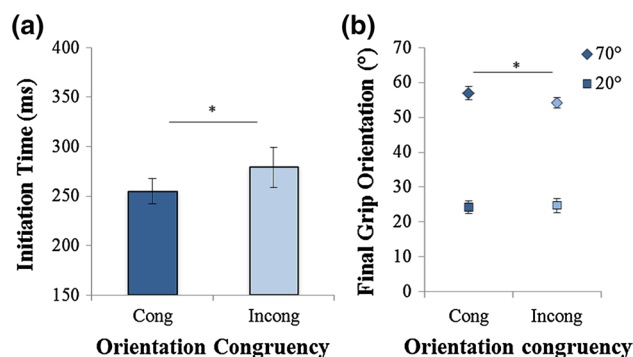 (a)
400
350
300
250
200
150
Initiation Time (ms)
*
Cong Incong
Orientation Congruency
(b)
70
60
50
40
30
20
10
0
Final Grip Orientation (°)
*
70°
20°
Cong Incong
Orientation congruency